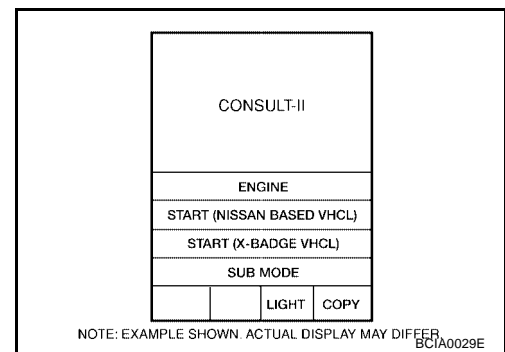 CONSULT-II
ENGINE
START (NISSAN BASED VHCL)
START (X-BADGE VHCL)
SUB MODE
LIGHT COPY
NOTE: EXAMPLE SHOWN. ACTUAL DISPLAY MAY DIFFER
BCIA0029E